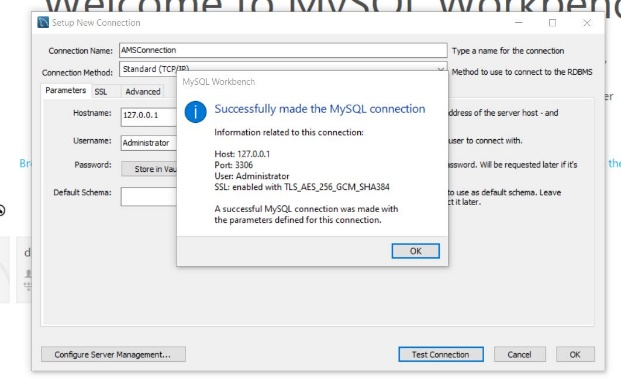 Welcome to MySQL Workbench
Setup New Connection
Connection Name: AMSConnection Type a name for the connection
Connection Method: Standard (TCP/IP) Method to use to connect to the RDBMS
Parameters SSL Advanced
MySQL Workbench
Successfully made the MySQL connection
Information related to this connection:
Host: 127.0.0.1
Port: 3306
User: Administrator
SSL: enabled with TLS_AES_256_GCM_SHA384
A successful MySQL connection was made with
the parameters defined for this connection.
OK
Hostname: 127.0.0.1 address of the server host - and
Username: Administrator user to connect with.
Password: Store in Vau Will be requested later if it's
Default Schema: to use as default schema. Leave
it later.
Configure Server Management... Test Connection Cancel OK